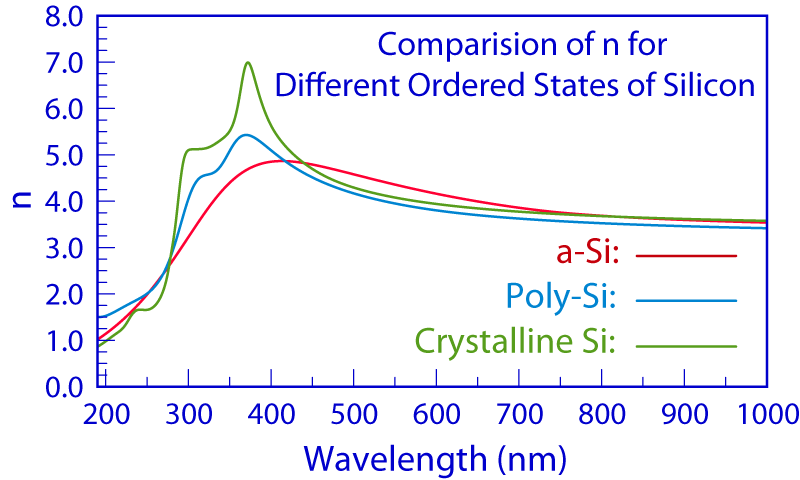 8.0
7.0
6.0
5.0
4.0
3.0
2.0
1.0
0.0
n
Comparision of n for
Different Ordered States of Silicon
a-Si:
Poly-Si:
Crystalline Si:
200 300 400 500 600 700 800 900 1000
Wavelength (nm)